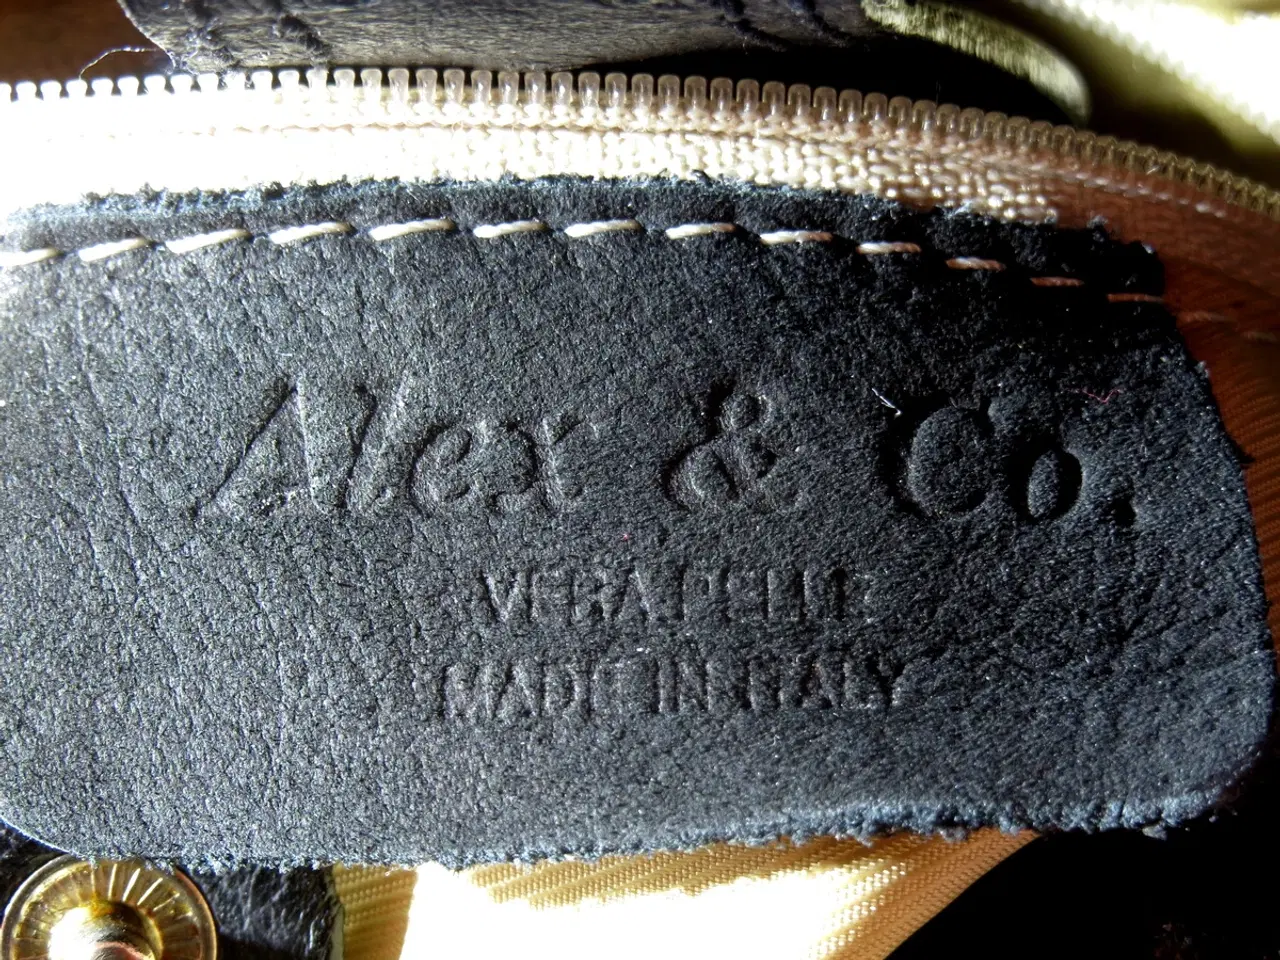 Alex & Co.
VERA PELLE
MADE IN ITALY